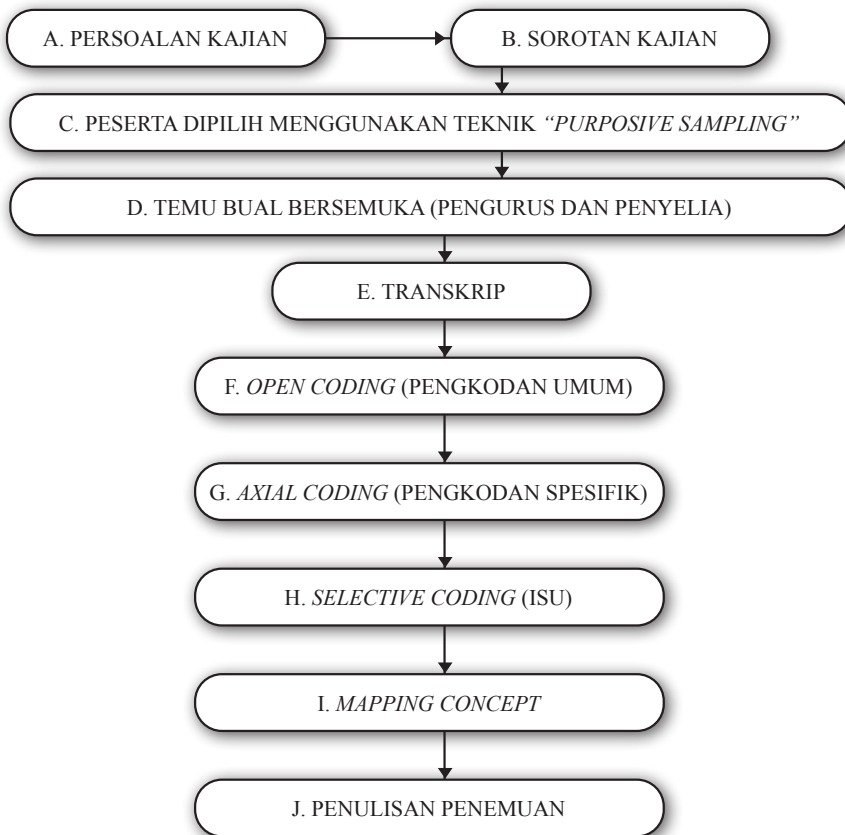 A. PERSOALAN KAJIAN
B. SOROTAN KAJIAN
C. PESERTA DIPILIH MENGGUNAKAN TEKNIK “PURPOSIVE SAMPLING”
D. TEMU BUAL BERSEMUKA (PENGURUS DAN PENYELIA)
E. TRANSKRIP
F. OPEN CODING (PENGKODAN UMUM)
G. AXIAL CODING (PENGKODAN SPESIFIK)
H. SELECTIVE CODING (ISU)
I. MAPPING CONCEPT
J. PENULISAN PENEMUAN